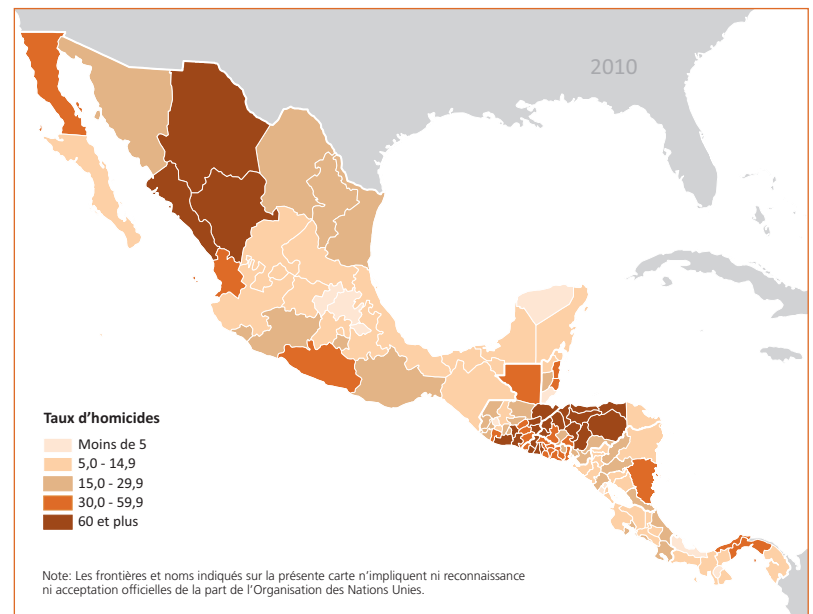 2010
Taux d'homicides
Moins de 5
5,0 - 14,9
15,0 - 29,9
30,0 - 59,9
60 et plus
Note: Les frontières et noms indiqués sur la présente carte n'impliquent ni reconnaissance
ni acceptation officielles de la part de l'Organisation des Nations Unies.